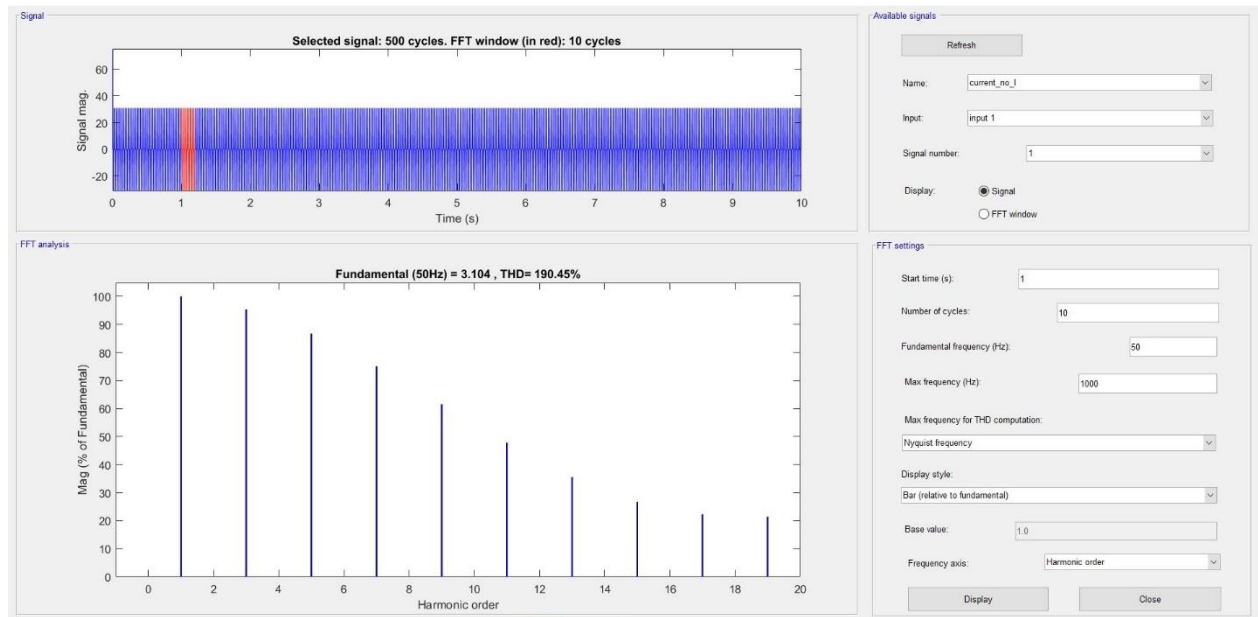 Signal
Selected signal: 500 cycles. FFT window (in red): 10 cycles
60
40
20
0
-20
Signal mag.
0 1 2 3 4 5 6 7 8 9 10
Time (s)
Available signals
Refresh
Name: current_no_l
Input: input 1
Signal number: 1
Display: Signal
FFT window
FFT analysis
Fundamental (50Hz) = 3.104 , THD= 190.45%
100
90
80
70
60
50
40
30
20
10
0
Mag (% of Fundamental)
0 2 4 6 8 10 12 14 16 18 20
Harmonic order
FFT settings
Start time (s): 1
Number of cycles: 10
Fundamental frequency (Hz): 50
Max frequency (Hz): 1000
Max frequency for THD computation:
Nyquist frequency
Display style:
Bar (relative to fundamental)
Base value: 1.0
Frequency axis: Harmonic order
Display Close